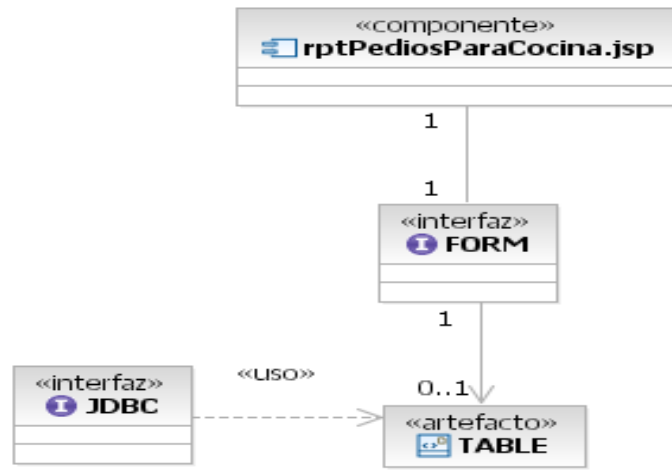 «componente»
rptPediosParaCocina.jsp
1
1
«interfaz»
FORM
1
«uso»
0..1
«interfaz»
JDBC
«artefacto»
TABLE